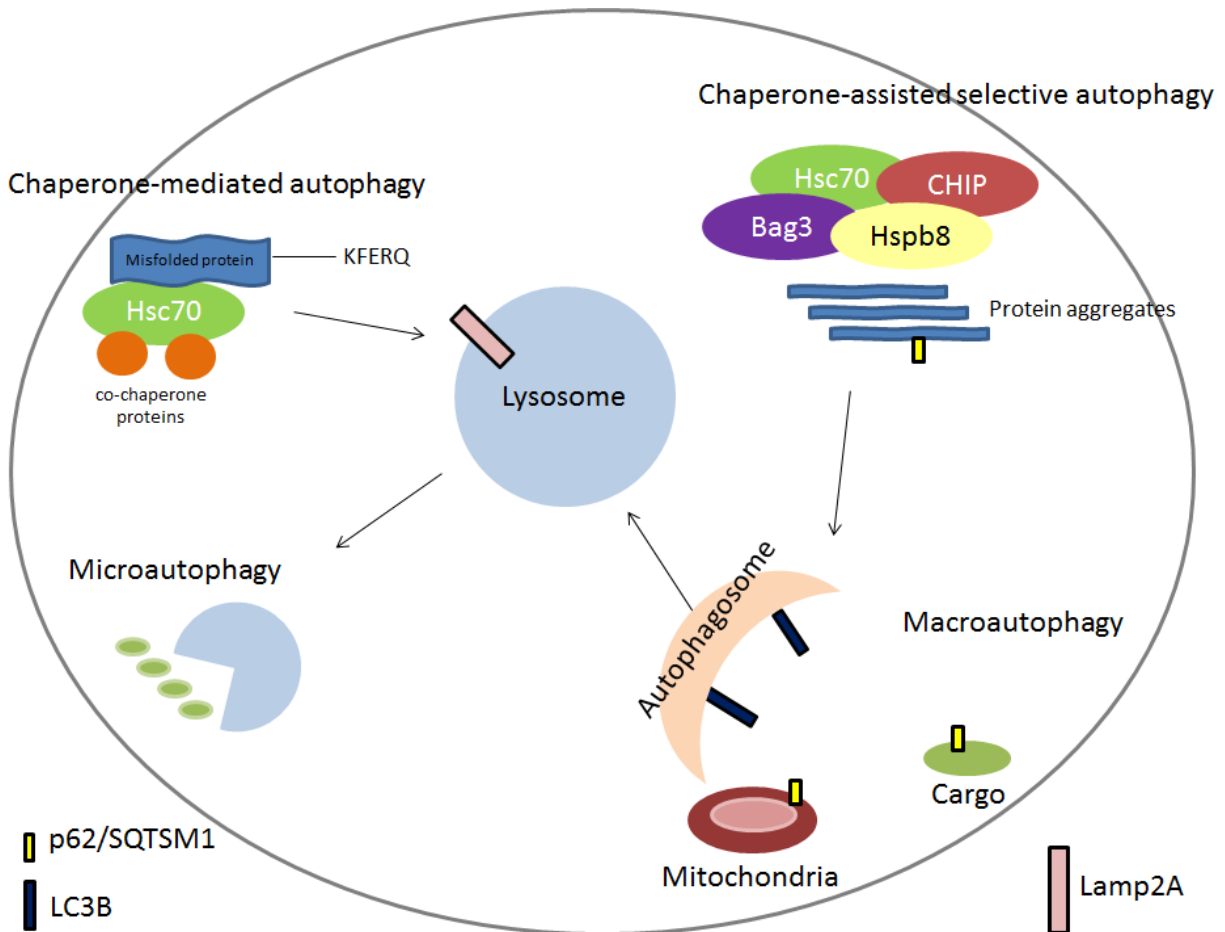 Chaperone-assisted selective autophagy
Hsc70
CHIP
Bag3
Hspb8
Protein aggregates
Chaperone-mediated autophagy
Misfolded protein
KFERQ
Hsc70
co-chaperone
proteins
Lysosome
Microautophagy
Autophagosome
Macroautophagy
Cargo
Mitochondria
p62/SQTSM1
LC3B
Lamp2A